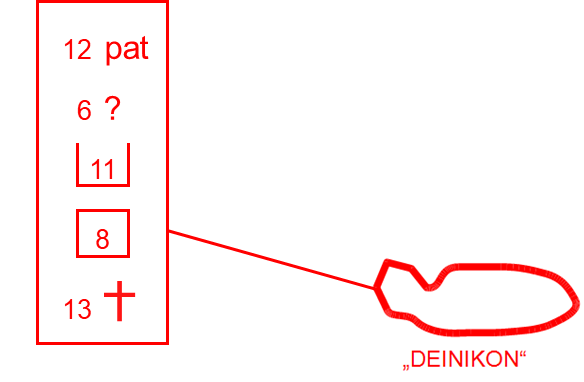 12 pat
6 ?
11
8
13 †
„DEINIKON“